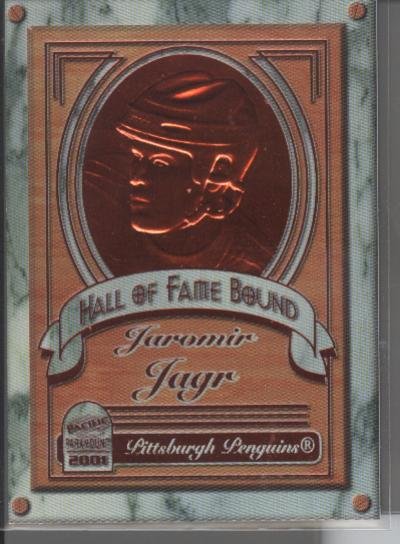 HALL OF FAME BOUND
Jaromir
Jagr
PACIFIC
PARAMOUNT
2001
Pittsburgh Penguins®